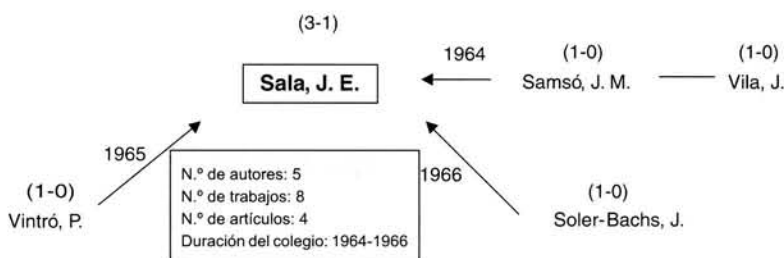 (3-1)
Sala, J. E.
1964
(1-0)
Samsó, J. M.
(1-0)
Vila, J.
1965
(1-0)
Vintró, P.
N.º de autores: 5
N.º de trabajos: 8
N.º de artículos: 4
Duración del colegio: 1964-1966
1966
(1-0)
Soler-Bachs, J.